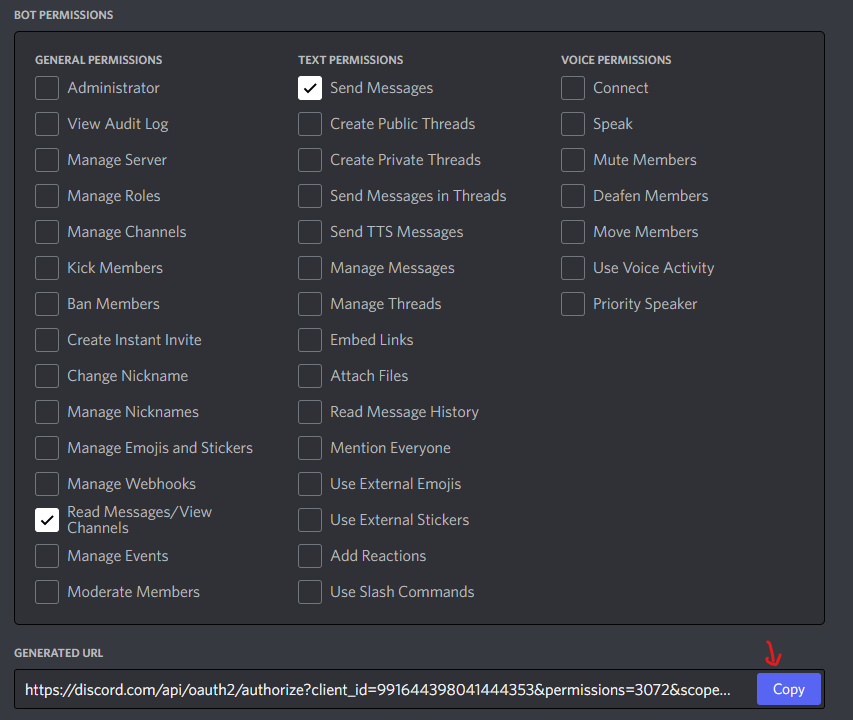 BOT PERMISSIONS
GENERAL PERMISSIONS
Administrator
View Audit Log
Manage Server
Manage Roles
Manage Channels
Kick Members
Ban Members
Create Instant Invite
Change Nickname
Manage Nicknames
Manage Emojis and Stickers
Manage Webhooks
Read Messages/View
Channels
Manage Events
Moderate Members
TEXT PERMISSIONS
Send Messages
Create Public Threads
Create Private Threads
Send Messages in Threads
Send TTS Messages
Manage Messages
Manage Threads
Embed Links
Attach Files
Read Message History
Mention Everyone
Use External Emojis
Use External Stickers
Add Reactions
Use Slash Commands
VOICE PERMISSIONS
Connect
Speak
Mute Members
Deafen Members
Move Members
Use Voice Activity
Priority Speaker
GENERATED URL
https://discord.com/api/oauth2/authorize?client_id=991644398041444353&permissions=3072&scope...
Copy